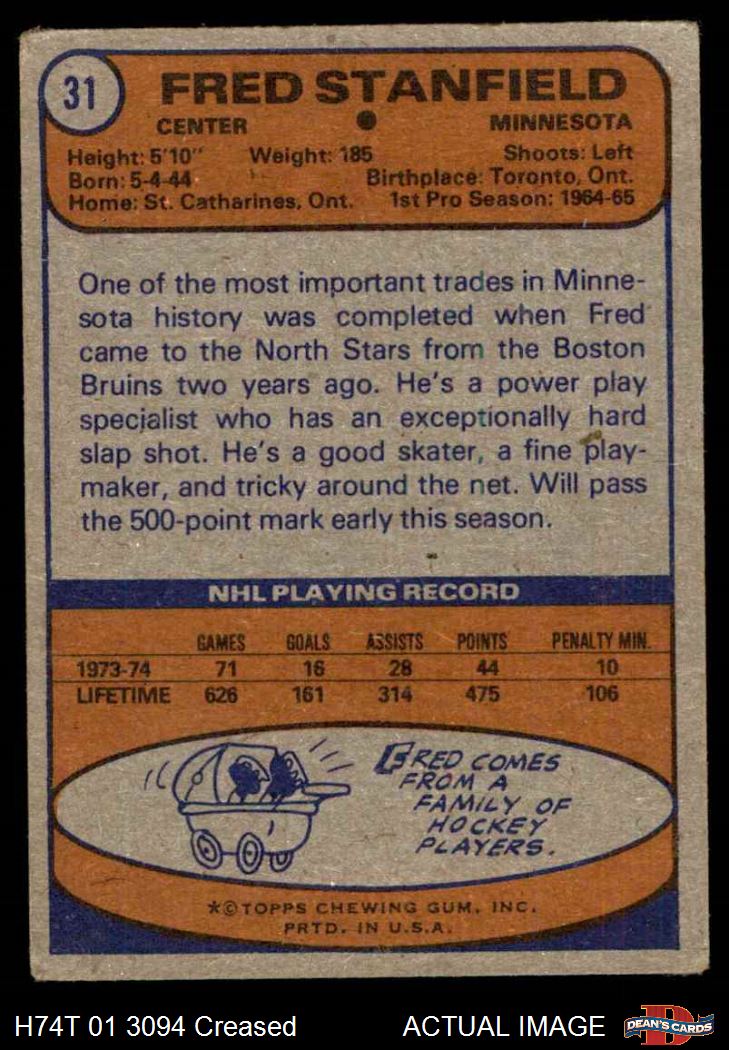 31
FRED STANFIELD
CENTER ● MINNESOTA
Height: 5'10" Weight: 185 Shoots: Left
Born: 5-4-44 Birthplace: Toronto, Ont.
Home: St. Catharines, Ont. 1st Pro Season: 1964-65
One of the most important trades in Minne-
sota history was completed when Fred
came to the North Stars from the Boston
Bruins two years ago. He's a power play
specialist who has an exceptionally hard
slap shot. He's a good skater, a fine play-
maker, and tricky around the net. Will pass
the 500-point mark early this season.
NHL PLAYING RECORD
GAMES GOALS ASSISTS POINTS PENALTY MIN.
1973-74 71 16 28 44 10
LIFETIME 626 161 314 475 106
FRED COMES
FROM A
FAMILY OF
HOCKEY
PLAYERS.
*©TOPPS CHEWING GUM, INC.
PRTD. IN U.S.A.
H74T 01 3094 Creased ACTUAL IMAGE
D
DEAN'S CARDS